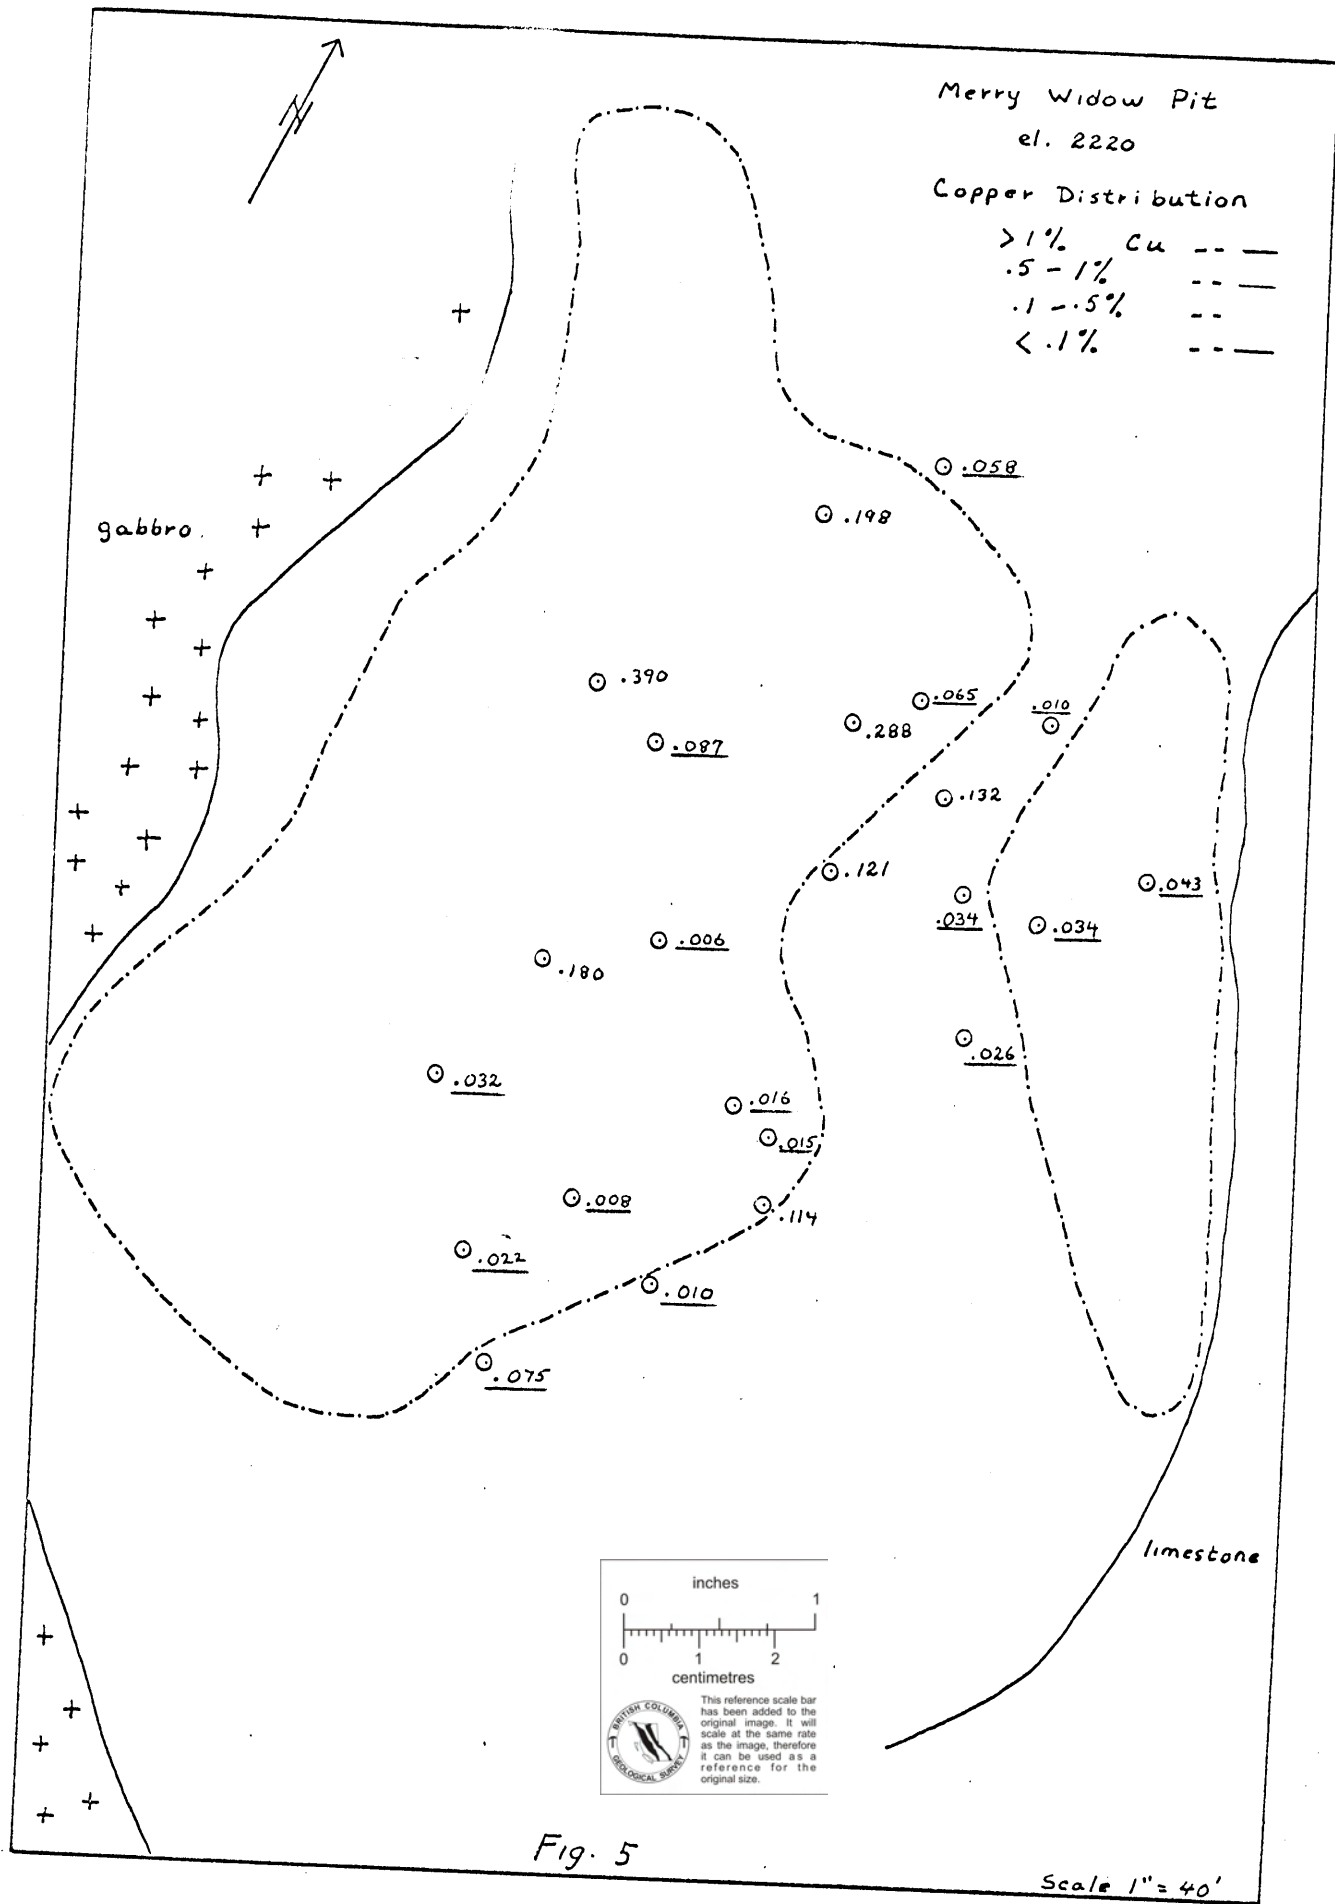 N
Merry Widow Pit
el. 2220
Copper Distribution
>1% Cu -- —
.5 - 1% -- —
.1 - .5% --
< .1% -- —
.058
.198
gabbro
.390
.065
.010
.288
.087
.132
.121
.043
.034
.034
.006
.180
.026
.032
.016
.015
.008
.114
.022
.010
.075
limestone
inches
0 1
0 1 2
centimetres
This reference scale bar
has been added to the
original image. It will
scale at the same rate
as the image, therefore
it can be used as a
reference for the
original size.
BRITISH COLUMBIA
GEOLOGICAL SURVEY
Fig. 5
Scale 1" = 40'